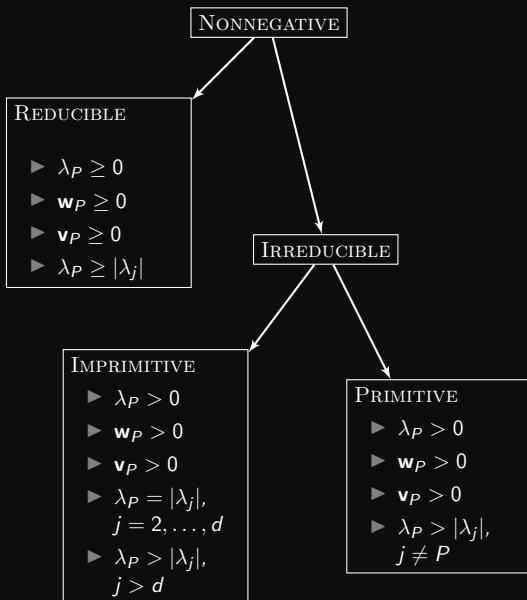 NONNEGATIVE
REDUCIBLE
▶ λ_P ≥ 0
▶ w_P ≥ 0
▶ v_P ≥ 0
▶ λ_P ≥ |λ_j|
IRREDUCIBLE
IMPRIMITIVE
▶ λ_P > 0
▶ w_P > 0
▶ v_P > 0
▶ λ_P = |λ_j|,
j = 2, . . . , d
▶ λ_P > |λ_j|,
j > d
PRIMITIVE
▶ λ_P > 0
▶ w_P > 0
▶ v_P > 0
▶ λ_P > |λ_j|,
j ≠ P